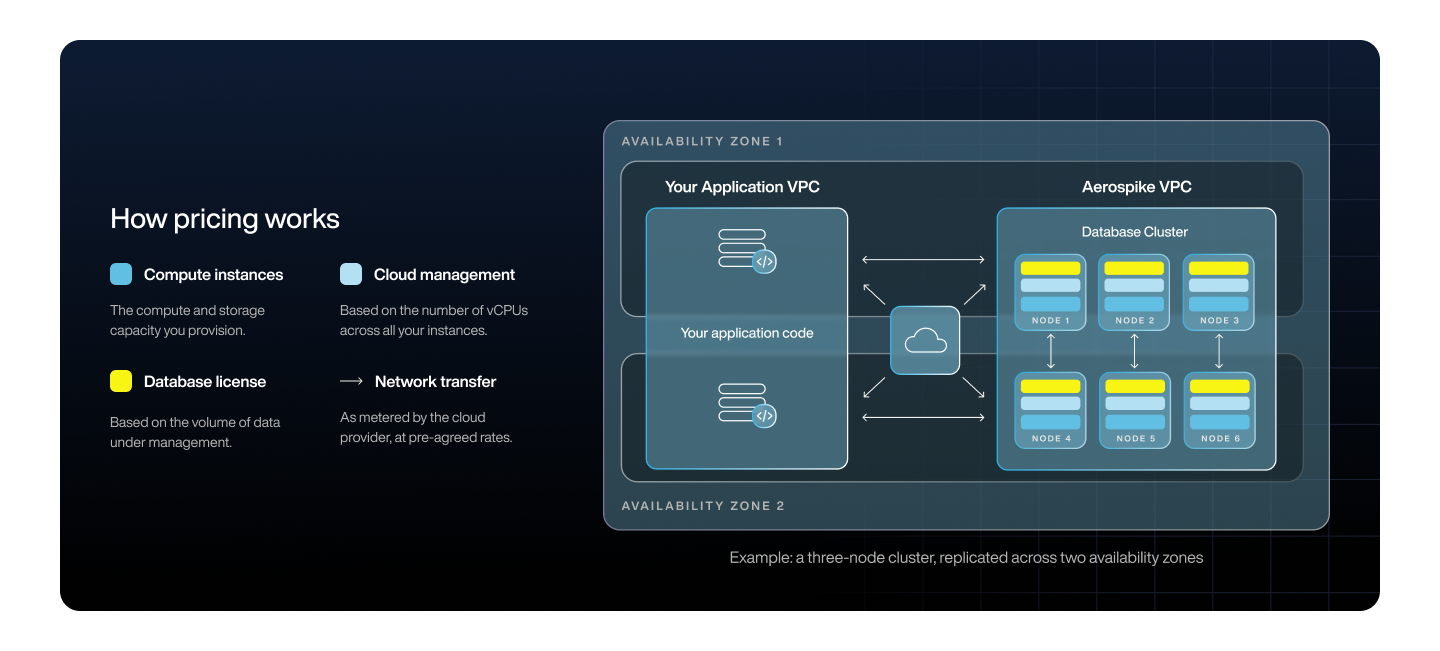 How pricing works
Compute instances
The compute and storage
capacity you provision.
Cloud management
Based on the number of vCPUs
across all your instances.
Database license
Based on the volume of data
under management.
Network transfer
As metered by the cloud
provider, at pre-agreed rates.
AVAILABILITY ZONE 1
Your Application VPC
</>
Your application code
</>
Aerospike VPC
Database Cluster
NODE 1
NODE 2
NODE 3
NODE 4
NODE 5
NODE 6
AVAILABILITY ZONE 2
Example: a three-node cluster, replicated across two availability zones